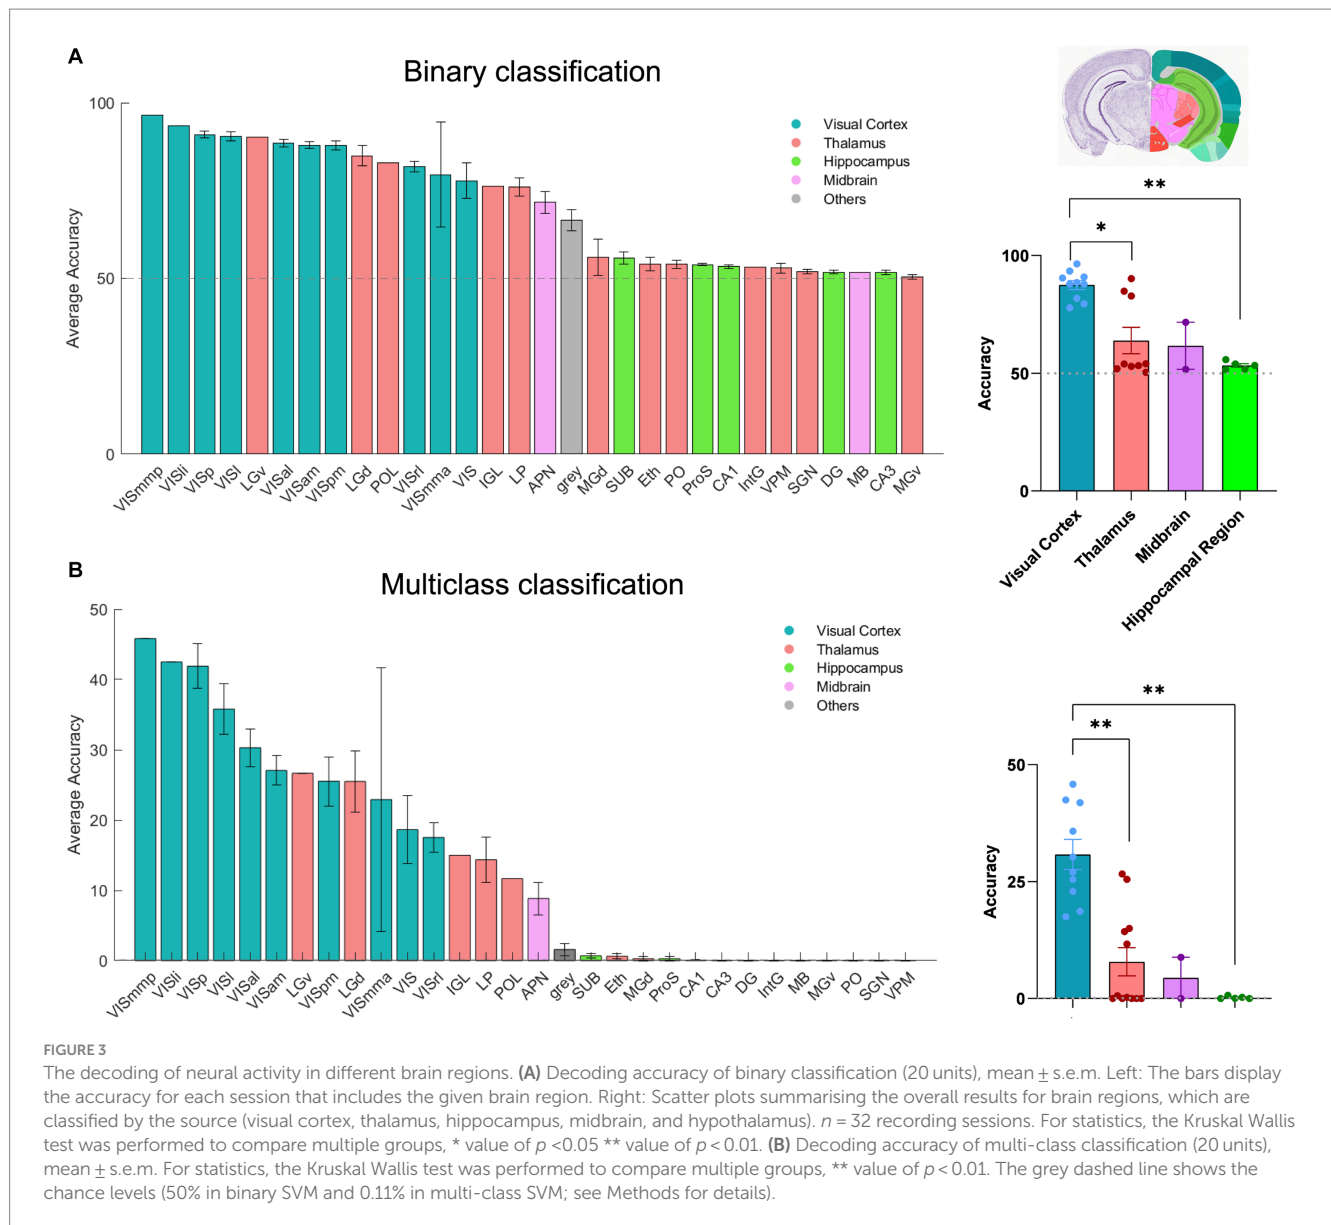 A
Binary classification
Average Accuracy
100
50
0
Visual Cortex
Thalamus
Hippocampus
Midbrain
Others
VISmmp
VISli
VISp
VISl
LGv
VISal
VISam
VISpm
LGd
POL
VISrl
VISmma
VIS
IGL
LP
APN
grey
MGd
SUB
Eth
PO
ProS
CA1
IntG
VPM
SGN
DG
MB
CA3
MGv
**
*
Accuracy
100
50
0
Visual Cortex
Thalamus
Midbrain
Hippocampal Region
B
Multiclass classification
Average Accuracy
50
40
30
20
10
0
Visual Cortex
Thalamus
Hippocampus
Midbrain
Others
VISmmp
VISli
VISp
VISl
VISal
VISam
LGv
VISpm
LGd
VISmma
VIS
VISrl
IGL
LP
POL
APN
grey
SUB
Eth
MGd
ProS
CA1
CA3
DG
IntG
MB
MGv
PO
SGN
VPM
**
**
Accuracy
50
25
0
FIGURE 3
The decoding of neural activity in different brain regions. (A) Decoding accuracy of binary classification (20 units), mean ± s.e.m. Left: The bars display
the accuracy for each session that includes the given brain region. Right: Scatter plots summarising the overall results for brain regions, which are
classified by the source (visual cortex, thalamus, hippocampus, midbrain, and hypothalamus). n = 32 recording sessions. For statistics, the Kruskal Wallis
test was performed to compare multiple groups, * value of p <0.05 ** value of p < 0.01. (B) Decoding accuracy of multi-class classification (20 units),
mean ± s.e.m. For statistics, the Kruskal Wallis test was performed to compare multiple groups, ** value of p < 0.01. The grey dashed line shows the
chance levels (50% in binary SVM and 0.11% in multi-class SVM; see Methods for details).